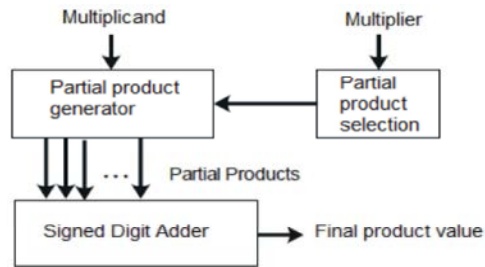 Multiplicand
Multiplier
Partial product
generator
Partial
product
selection
...
Partial Products
Signed Digit Adder
Final product value